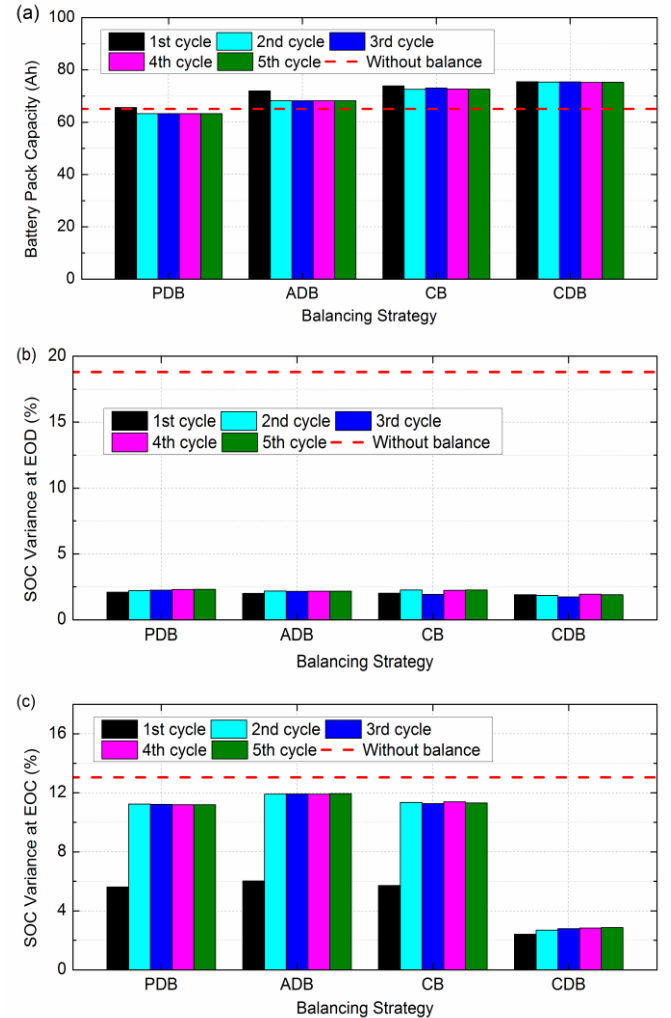 (a)
100
80
60
40
20
0
Battery Pack Capacity (Ah)
1st cycle 2nd cycle 3rd cycle
4th cycle 5th cycle Without balance
PDB ADB CB CDB
Balancing Strategy
(b)
20
15
10
5
0
SOC Variance at EOD (%)
1st cycle 2nd cycle 3rd cycle
4th cycle 5th cycle Without balance
PDB ADB CB CDB
Balancing Strategy
(c)
16
12
8
4
0
SOC Variance at EOC (%)
1st cycle 2nd cycle 3rd cycle
4th cycle 5th cycle Without balance
PDB ADB CB CDB
Balancing Strategy